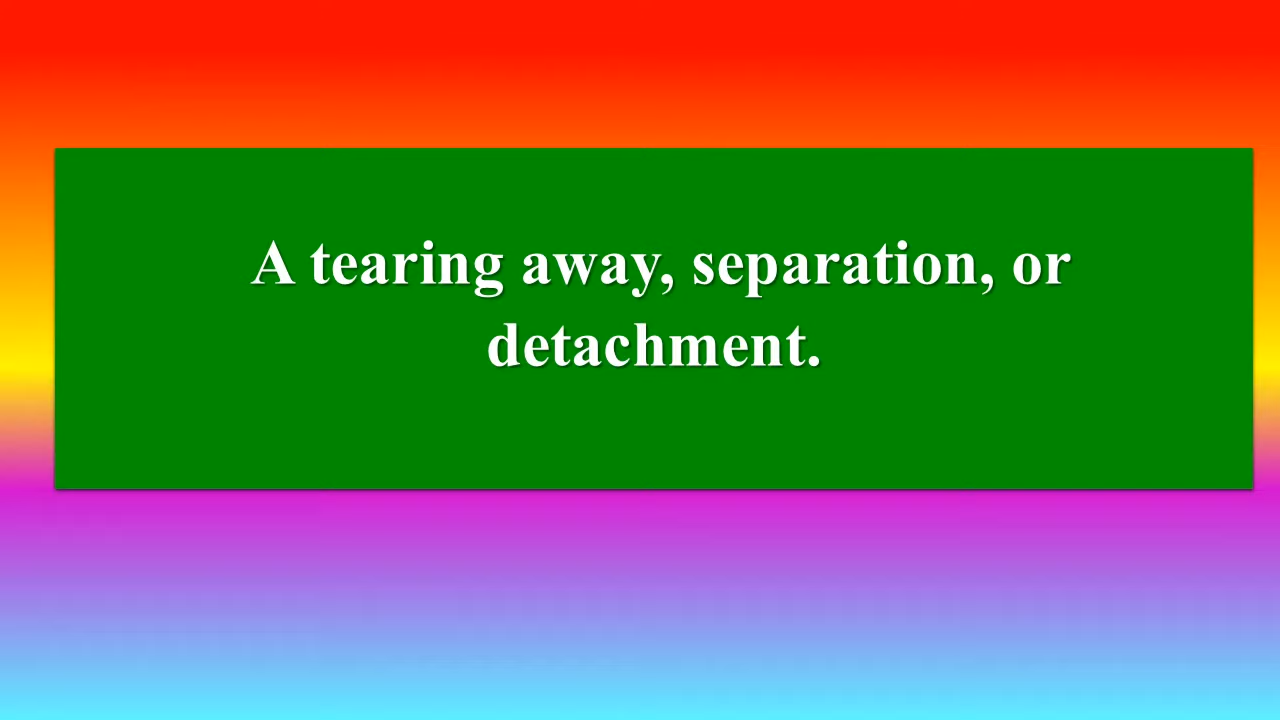 A tearing away, separation, or
detachment.